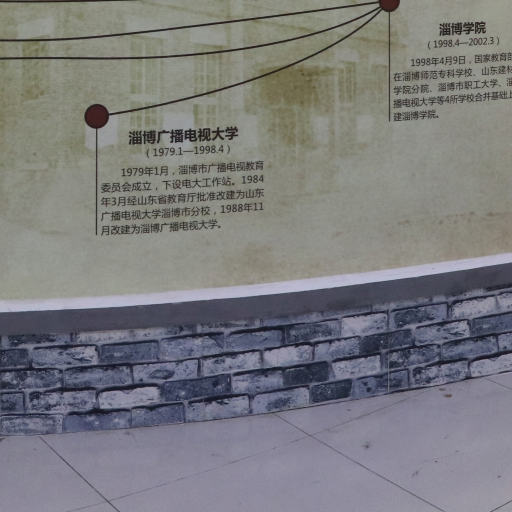 淄博学院
(1998.4—2002.3)
1998年4月9日，国家教育部
在淄博师范专科学校、山东建材
学院分院、淄博市职工大学、淄
播电视大学等4所学校合并基础上
建淄博学院。
淄博广播电视大学
(1979.1—1998.4)
1979年1月，淄博市广播电视教育
委员会成立，下设电大工作站。1984
年3月经山东省教育厅批准改建为山东
广播电视大学淄博市分校，1988年11
月改建为淄博广播电视大学。